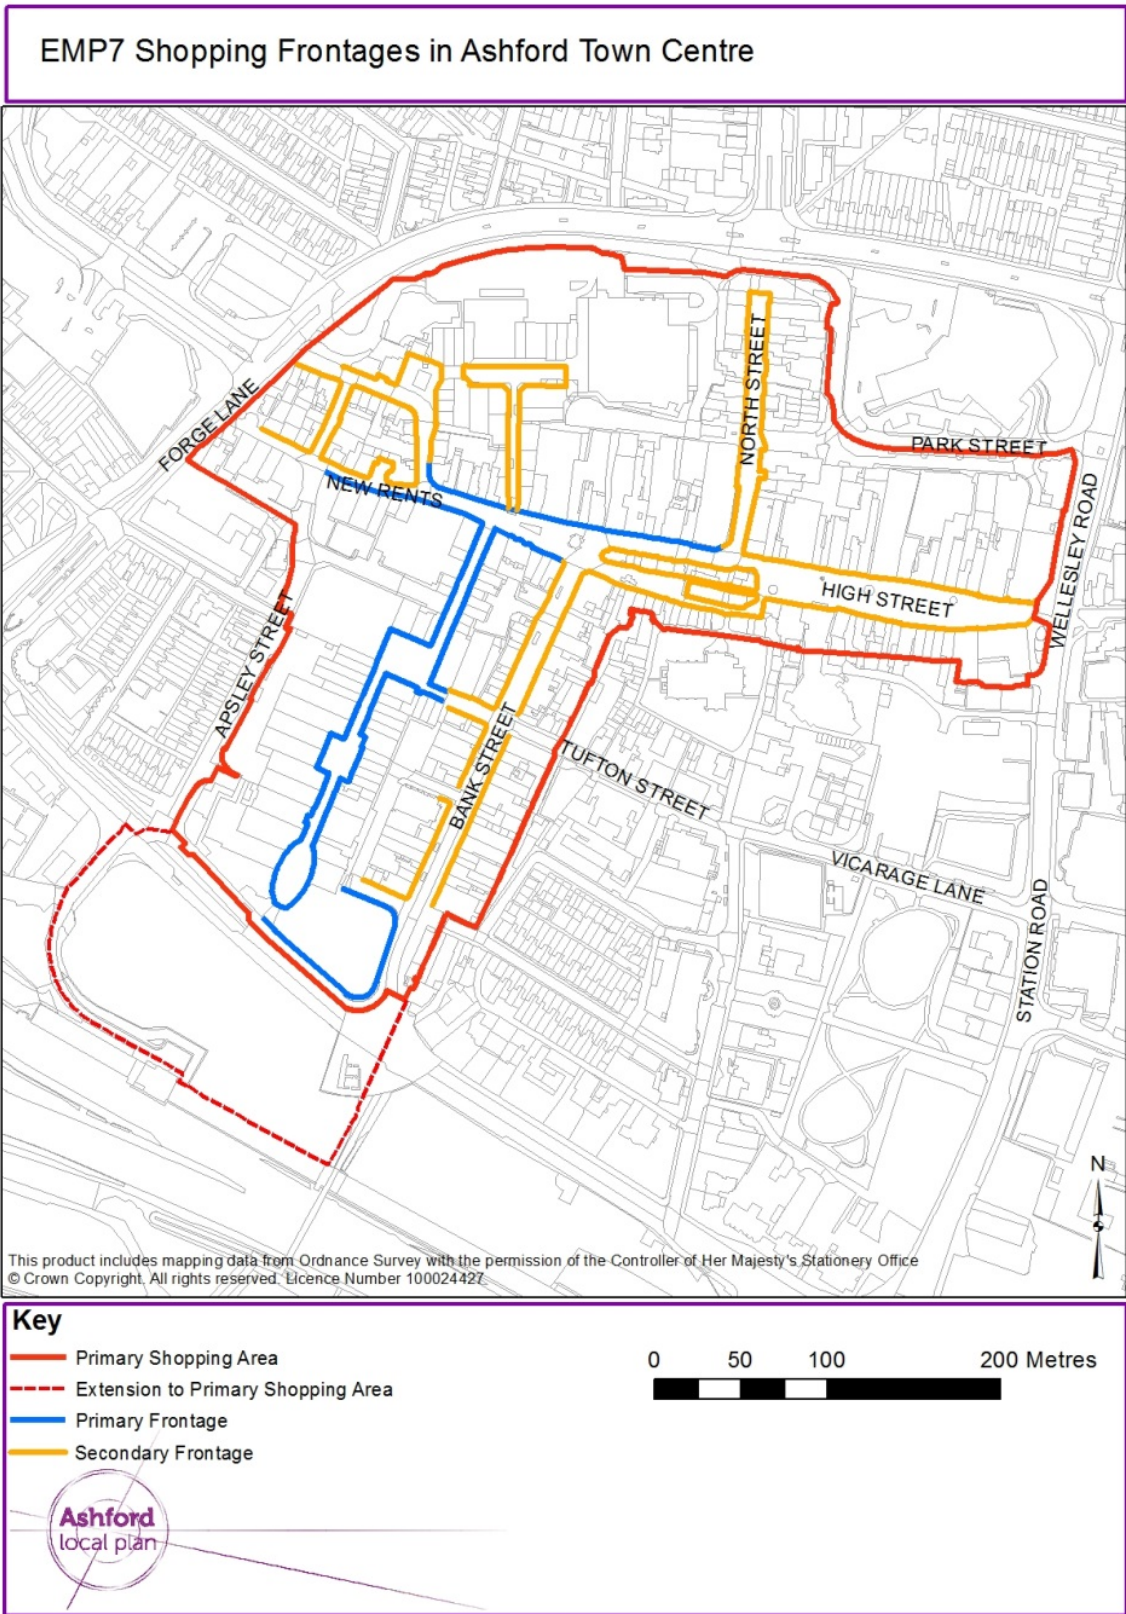 EMP7 Shopping Frontages in Ashford Town Centre
NORTH STREET
FORGE LANE
PARK STREET
NEW RENTS
WELLESLEY ROAD
HIGH STREET
APSLEY STREET
BANK STREET
TUFTON STREET
VICARAGE LANE
STATION ROAD
N
This product includes mapping data from Ordnance Survey with the permission of the Controller of Her Majesty's Stationery Office
© Crown Copyright. All rights reserved. Licence Number 100024427.
Key
Primary Shopping Area
Extension to Primary Shopping Area
Primary Frontage
Secondary Frontage
0 50 100 200 Metres
Ashford
local plan